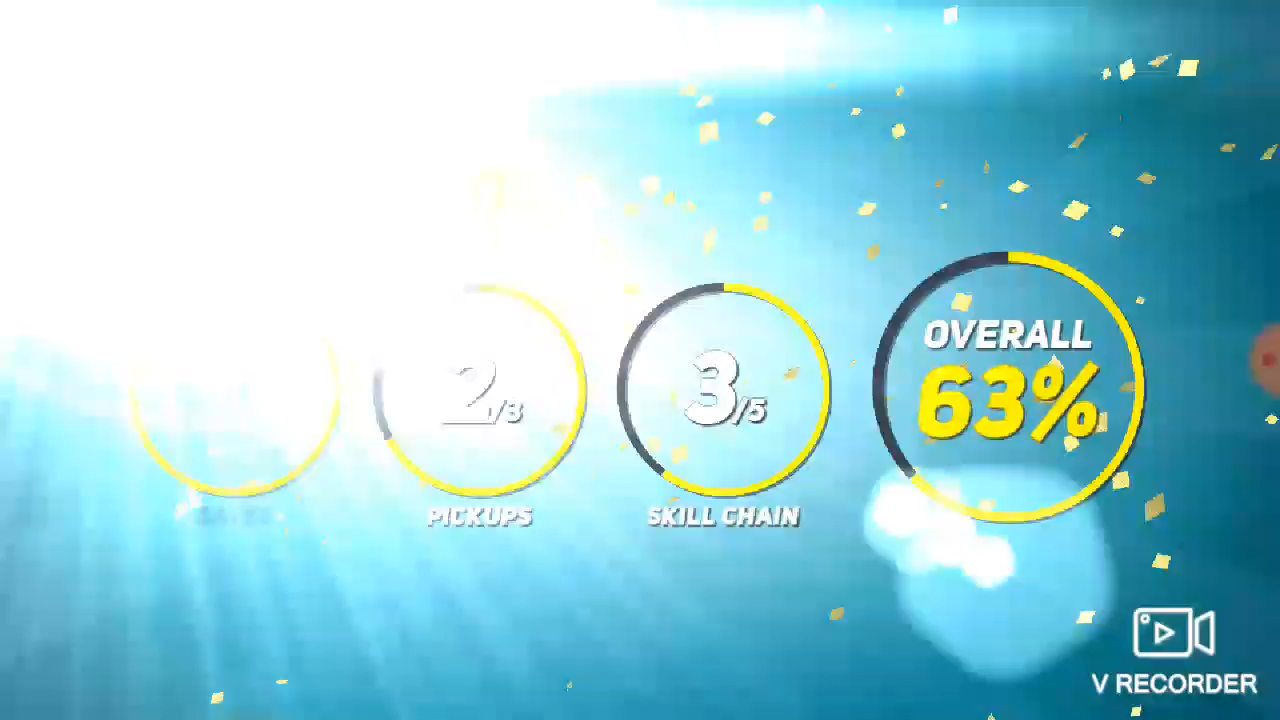 2/3
PICKUPS
3/5
SKILL CHAIN
OVERALL
63%
V RECORDER